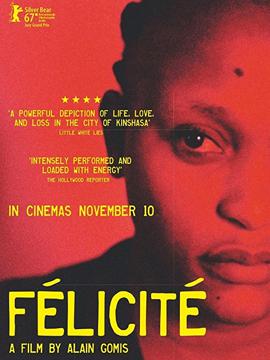 Silver Bear
67
Jury Grand Prix
★★★★
'A POWERFUL DEPICTION OF LIFE, LOVE,
AND LOSS IN THE CITY OF KINSHASA'
LITTLE WHITE LIES
'INTENSELY PERFORMED AND
LOADED WITH ENERGY'
THE HOLLYWOOD REPORTER
IN CINEMAS NOVEMBER 10
FÉLICITÉ
A FILM BY ALAIN GOMIS